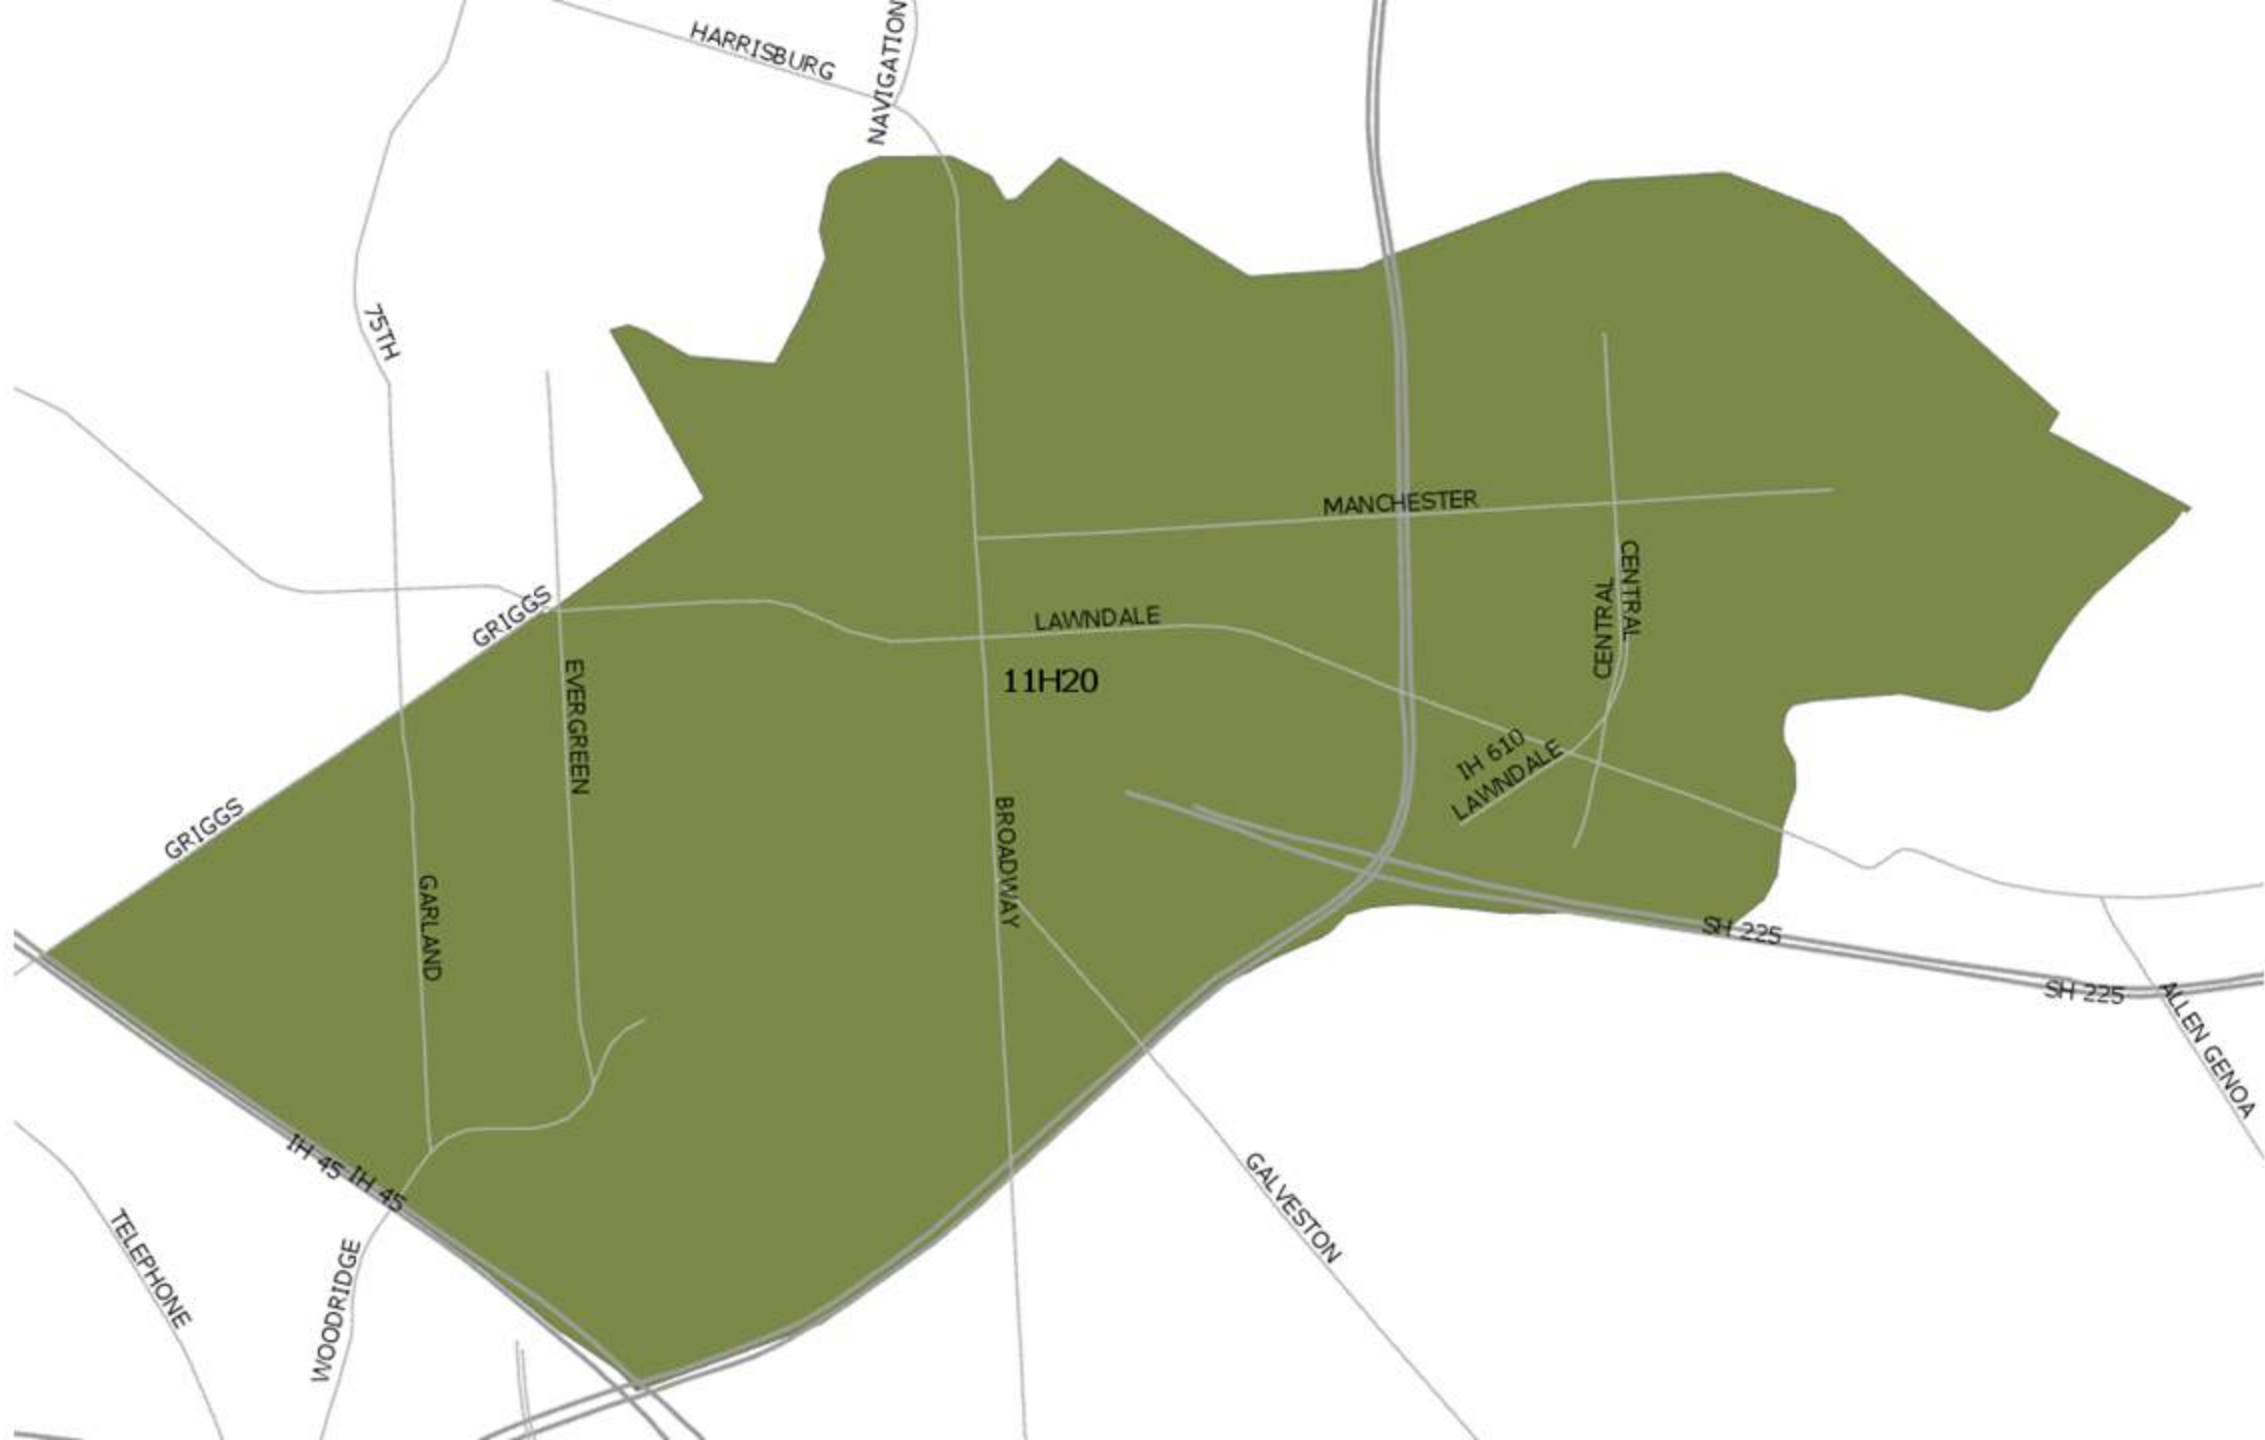 HARRISBURG
NAVIGATION
75TH
MANCHESTER
CENTRAL
CENTRAL
GRIGGS
LAWNDALE
EVERGREEN
11H20
IH 610
LAWNDALE
GRIGGS
BROADWAY
GARLAND
SH 225
SH 225
ALLEN GENOA
IH 45
IH 45
GALVESTON
TELEPHONE
WOODRIDGE